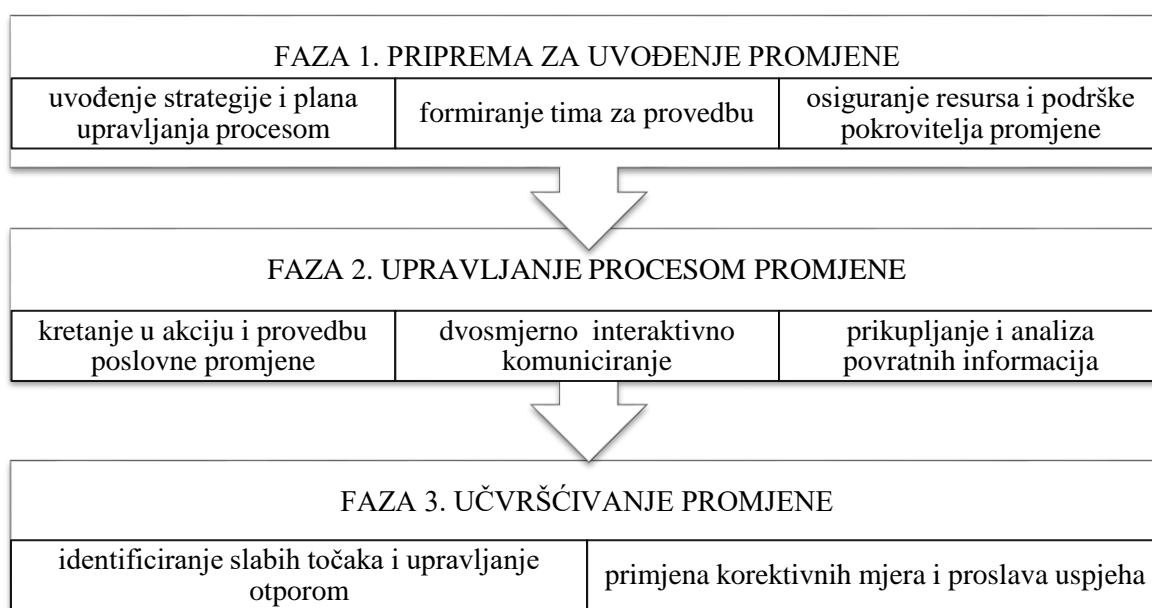 FAZA 1. PRIPREMA ZA UVOĐENJE PROMJENE
uvođenje strategije i plana
upravljanja procesom
formiranje tima za provedbu
osiguranje resursa i podrške
pokrovitelja promjene
FAZA 2. UPRAVLJANJE PROCESOM PROMJENE
kretanje u akciju i provedbu
poslovne promjene
dvosmjerno interaktivno
komuniciranje
prikupljanje i analiza
povratnih informacija
FAZA 3. UČVRŠĆIVANJE PROMJENE
identificiranje slabih točaka i upravljanje
otporom
primjena korektivnih mjera i proslava uspjeha